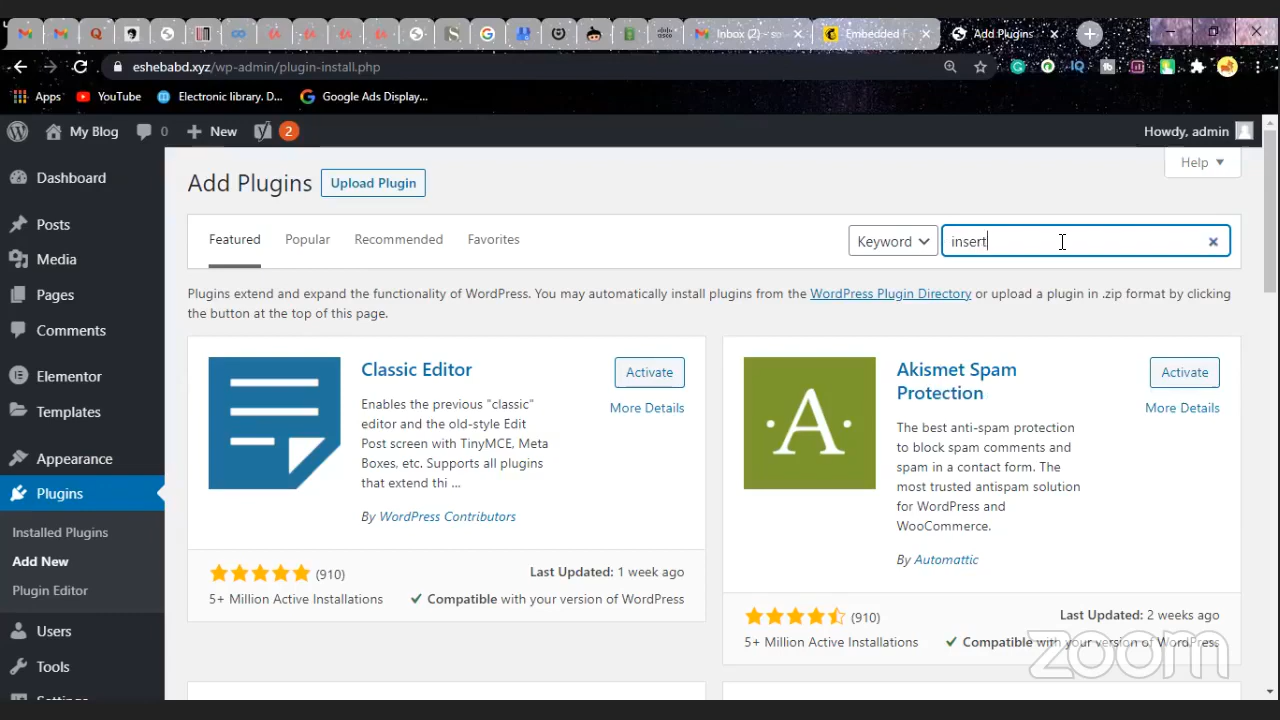 Inbox (2) - so
Embedded F
Add Plugins
eshebabd.xyz/wp-admin/plugin-install.php
Apps
YouTube
Electronic library. D...
Google Ads Display...
My Blog
0
New
2
Howdy, admin
Help
Dashboard
Posts
Media
Pages
Comments
Elementor
Templates
Appearance
Plugins
Installed Plugins
Add New
Plugin Editor
Users
Tools
Settings
Add Plugins
Upload Plugin
Featured
Popular
Recommended
Favorites
Keyword
insert
Plugins extend and expand the functionality of WordPress. You may automatically install plugins from the WordPress Plugin Directory or upload a plugin in .zip format by clicking
the button at the top of this page.
Classic Editor
Activate
More Details
Enables the previous "classic"
editor and the old-style Edit
Post screen with TinyMCE, Meta
Boxes, etc. Supports all plugins
that extend thi ...
By WordPress Contributors
(910)
Last Updated: 1 week ago
5+ Million Active Installations
Compatible with your version of WordPress
Akismet Spam
Protection
Activate
More Details
The best anti-spam protection
to block spam comments and
spam in a contact form. The
most trusted antispam solution
for WordPress and
WooCommerce.
By Automattic
(910)
Last Updated: 2 weeks ago
5+ Million Active Installations
Compatible with your version of WordPress
zoom